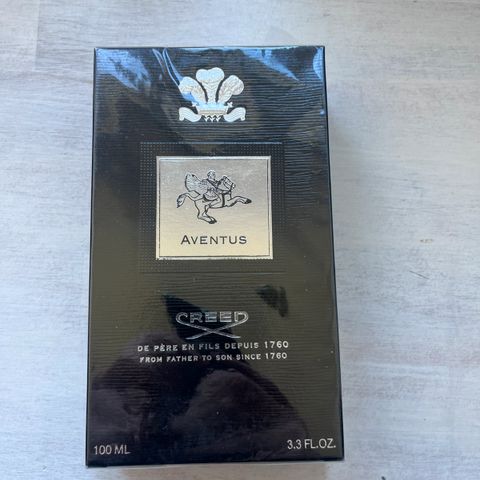 AVENTUS
CREED
DE PÈRE EN FILS DEPUIS 1760
FROM FATHER TO SON SINCE 1760
100 ML 3.3 FL.OZ.